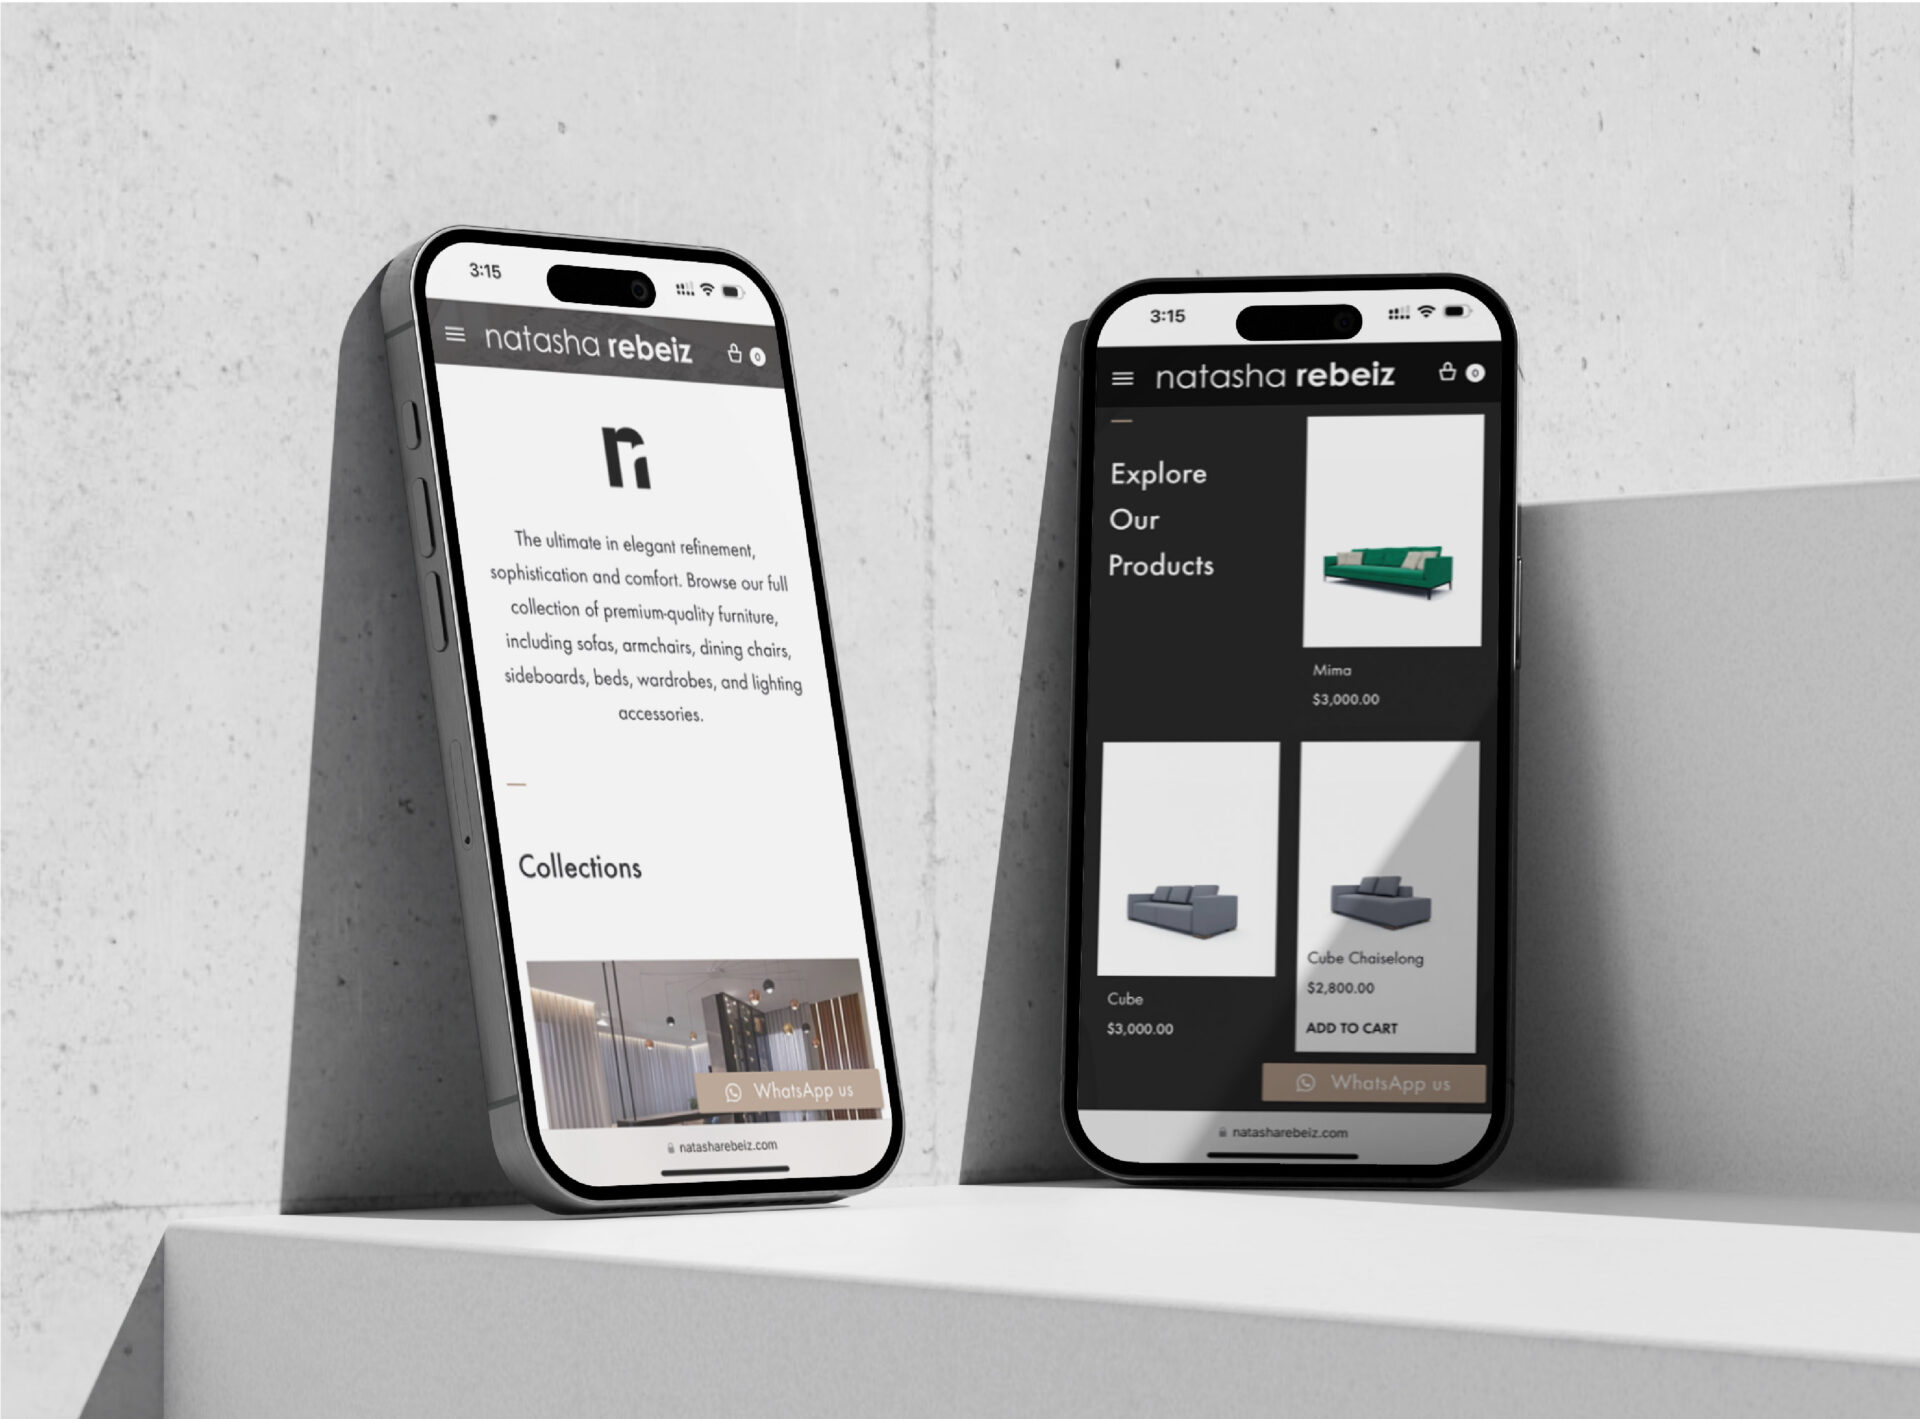 3:15
natasha rebeiz
0
n
The ultimate in elegant refinement,
sophistication and comfort. Browse our full
collection of premium-quality furniture,
including sofas, armchairs, dining chairs,
sideboards, beds, wardrobes, and lighting
accessories.
Collections
WhatsApp us
natasharebeiz.com
3:15
natasha rebeiz
0
Explore
Our
Products
Mima
$3,000.00
Cube
$3,000.00
Cube Chaiselong
$2,800.00
ADD TO CART
WhatsApp us
natasharebeiz.com